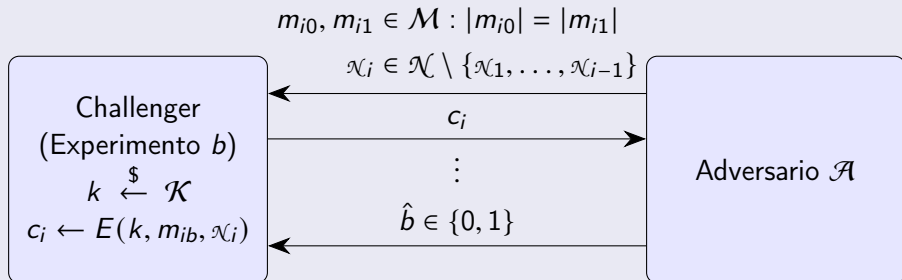 m_{i0}, m_{i1} ∈ ℳ : |m_{i0}| = |m_{i1}|
𝒩_i ∈ 𝒩 \ {𝒩_1, …, 𝒩_{i−1}}
Challenger
(Experimento b)
k ←$ 𝒦
c_i ← E(k, m_{ib}, 𝒩_i)
c_i
⋮
b̂ ∈ {0, 1}
Adversario 𝒜